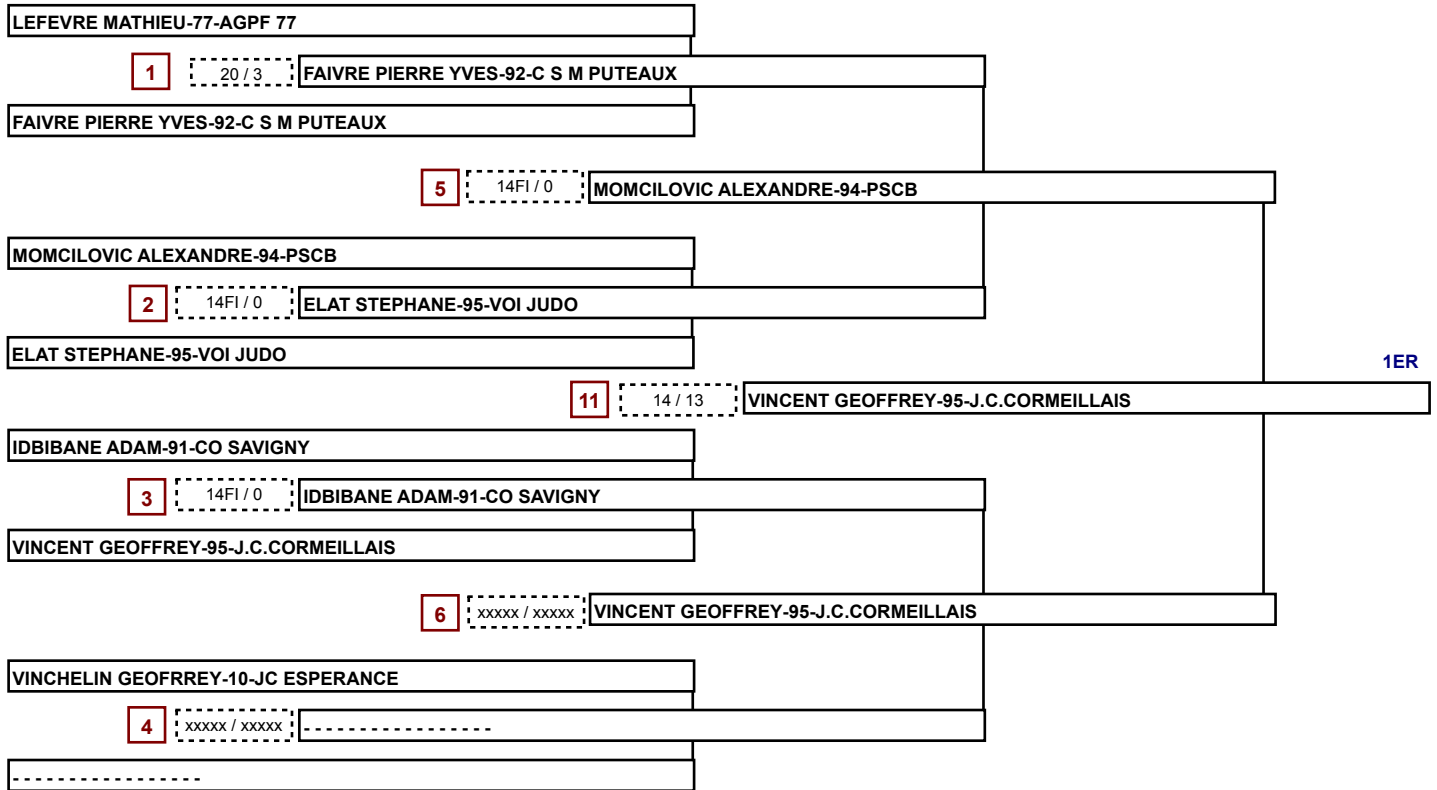 LEFEVRE MATHIEU-77-AGPF 77
1 20 / 3 FAIVRE PIERRE YVES-92-C S M PUTEAUX
FAIVRE PIERRE YVES-92-C S M PUTEAUX
5 14FI / 0 MOMCILOVIC ALEXANDRE-94-PSCB
MOMCILOVIC ALEXANDRE-94-PSCB
2 14FI / 0 ELAT STEPHANE-95-VOI JUDO
ELAT STEPHANE-95-VOI JUDO
1ER
11 14 / 13 VINCENT GEOFFREY-95-J.C.CORMEILLAIS
IDBIBANE ADAM-91-CO SAVIGNY
3 14FI / 0 IDBIBANE ADAM-91-CO SAVIGNY
VINCENT GEOFFREY-95-J.C.CORMEILLAIS
6 xxxxx / xxxxx VINCENT GEOFFREY-95-J.C.CORMEILLAIS
VINCHELIN GEOFRREY-10-JC ESPERANCE
4 xxxxx / xxxxx - - - - - - - - - - - - - - - - -
- - - - - - - - - - - - - - - - -